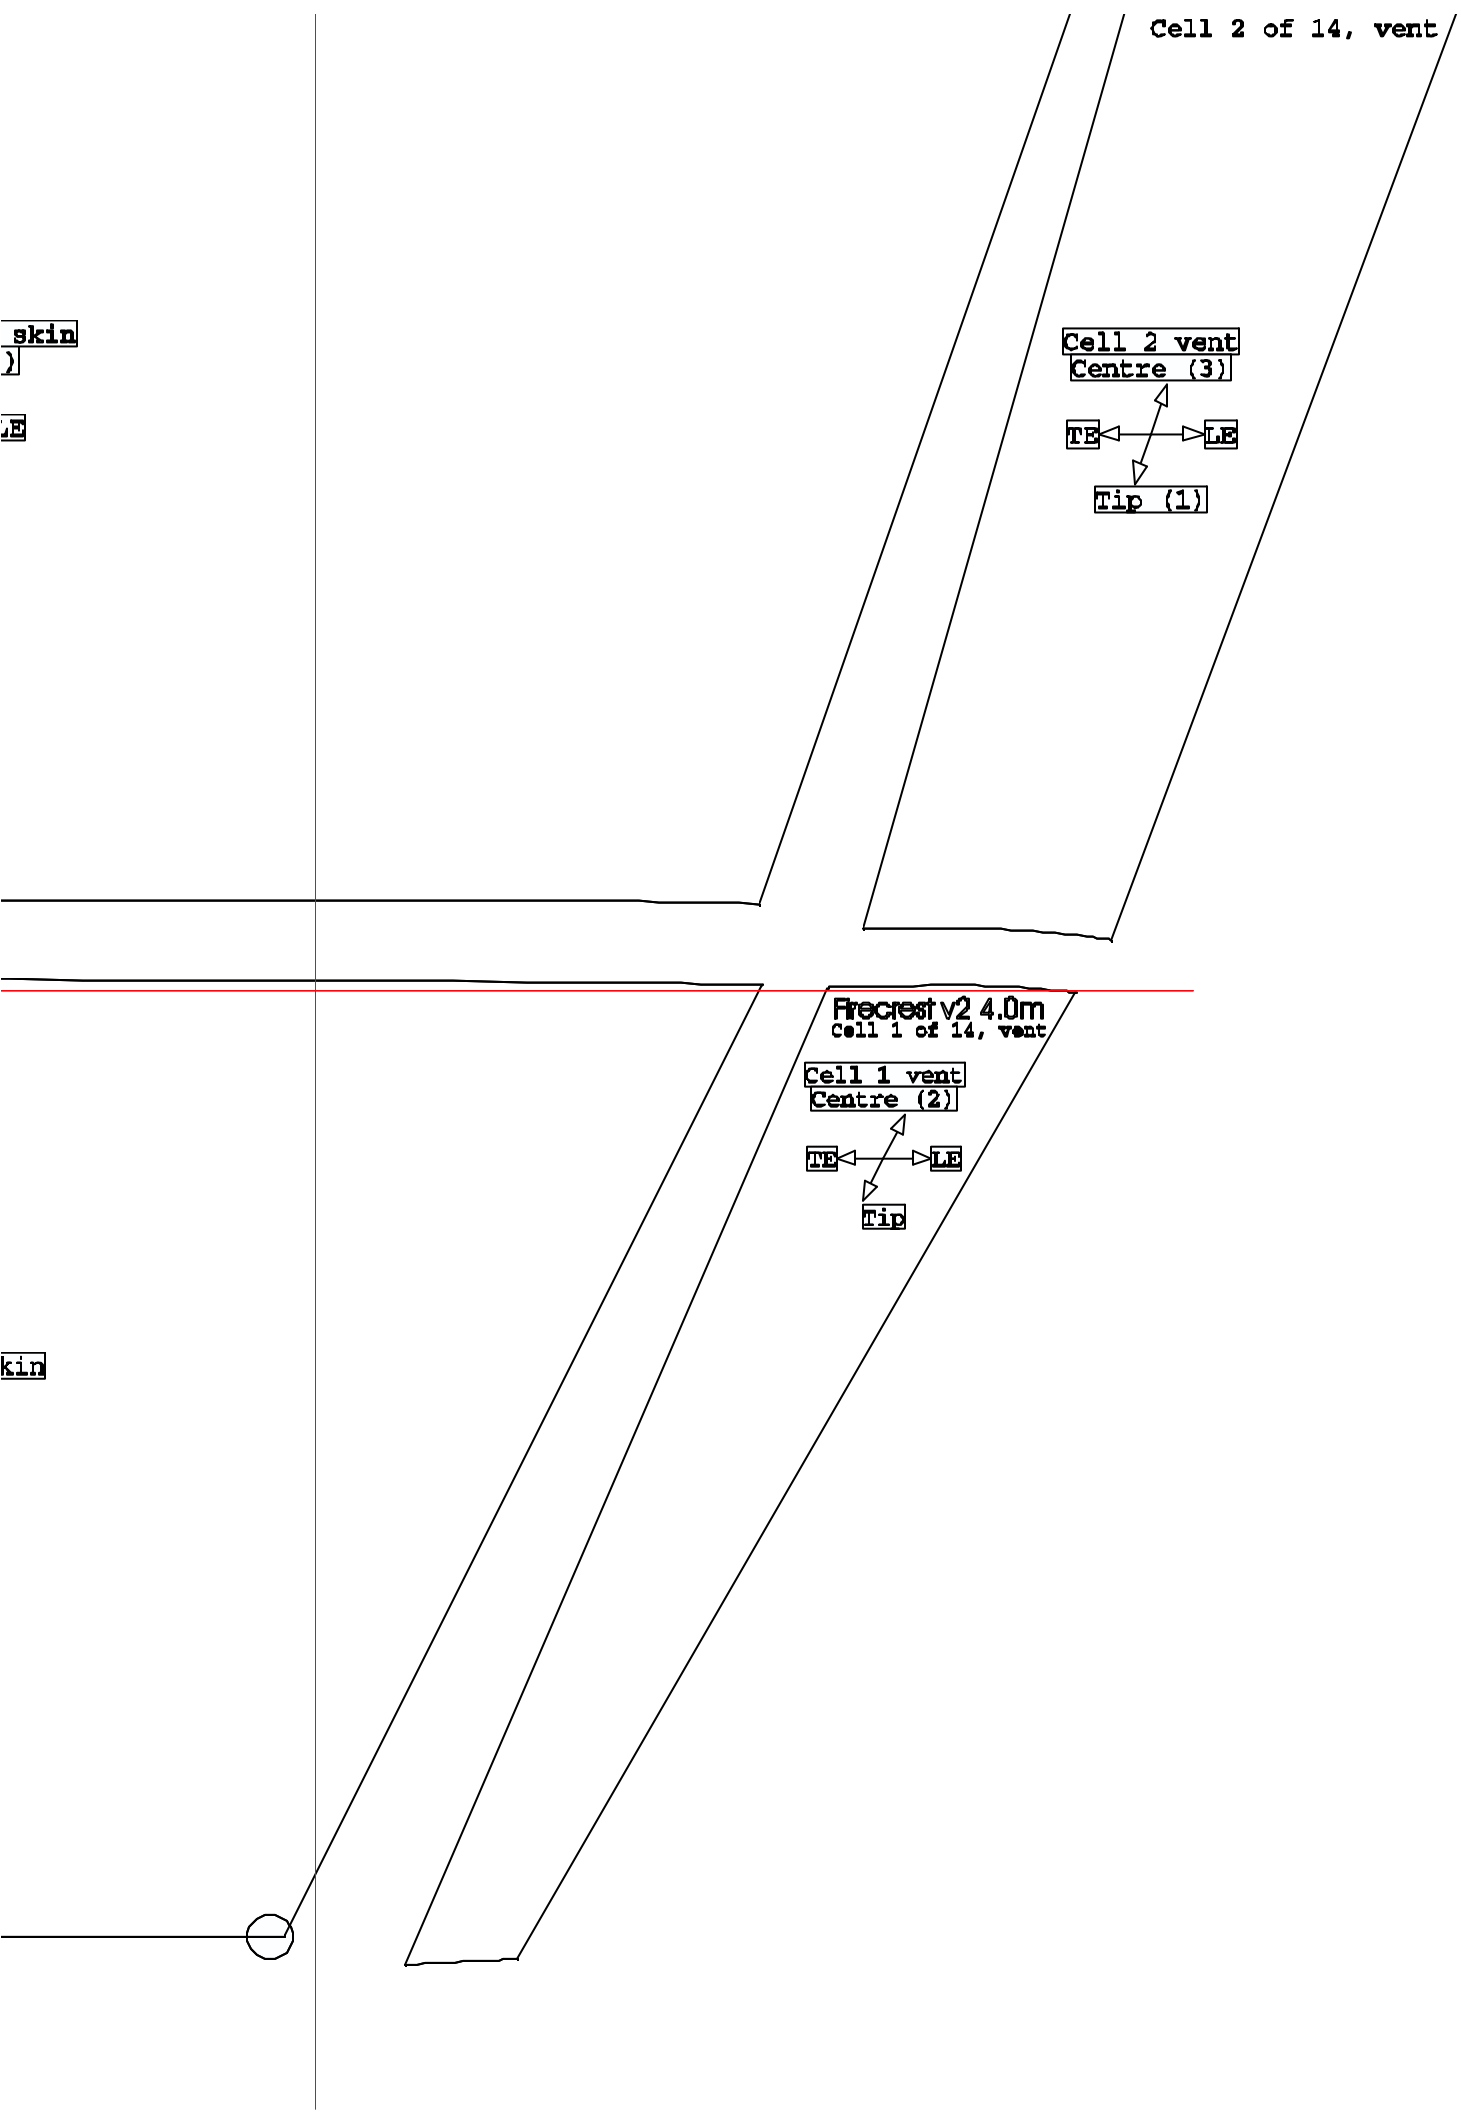 Cell 2 of 14, vent
skin
)
LE
Cell 2 vent
Centre (3)
TE LE
Tip (1)
Firecrest v2 4.0m
Cell 1 of 14, vent
Cell 1 vent
Centre (2)
TE LE
Tip
kin